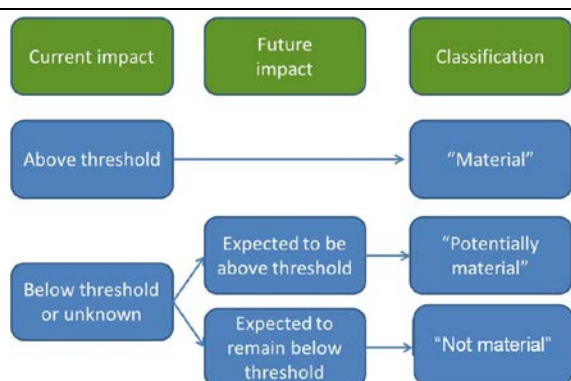 Current impact
Future
impact
Classification
Above threshold
“Material”
Below threshold
or unknown
Expected to be
above threshold
“Potentially
material”
Expected to
remain below
threshold
“Not material”